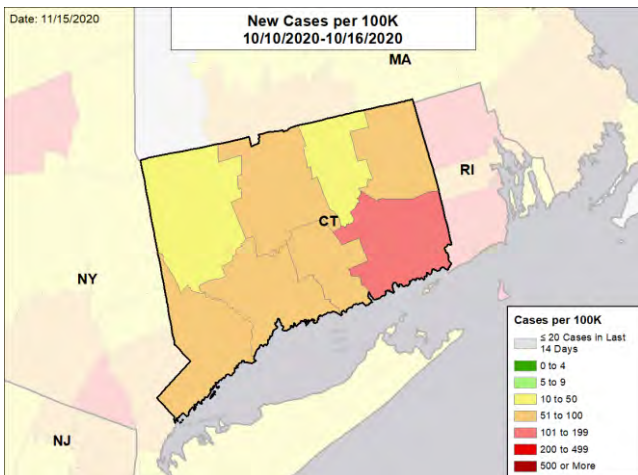 Date: 11/15/2020
New Cases per 100K
10/10/2020-10/16/2020
MA
RI
CT
NY
NJ
Cases per 100K
≤ 20 Cases in Last
14 Days
0 to 4
5 to 9
10 to 50
51 to 100
101 to 199
200 to 499
500 or More